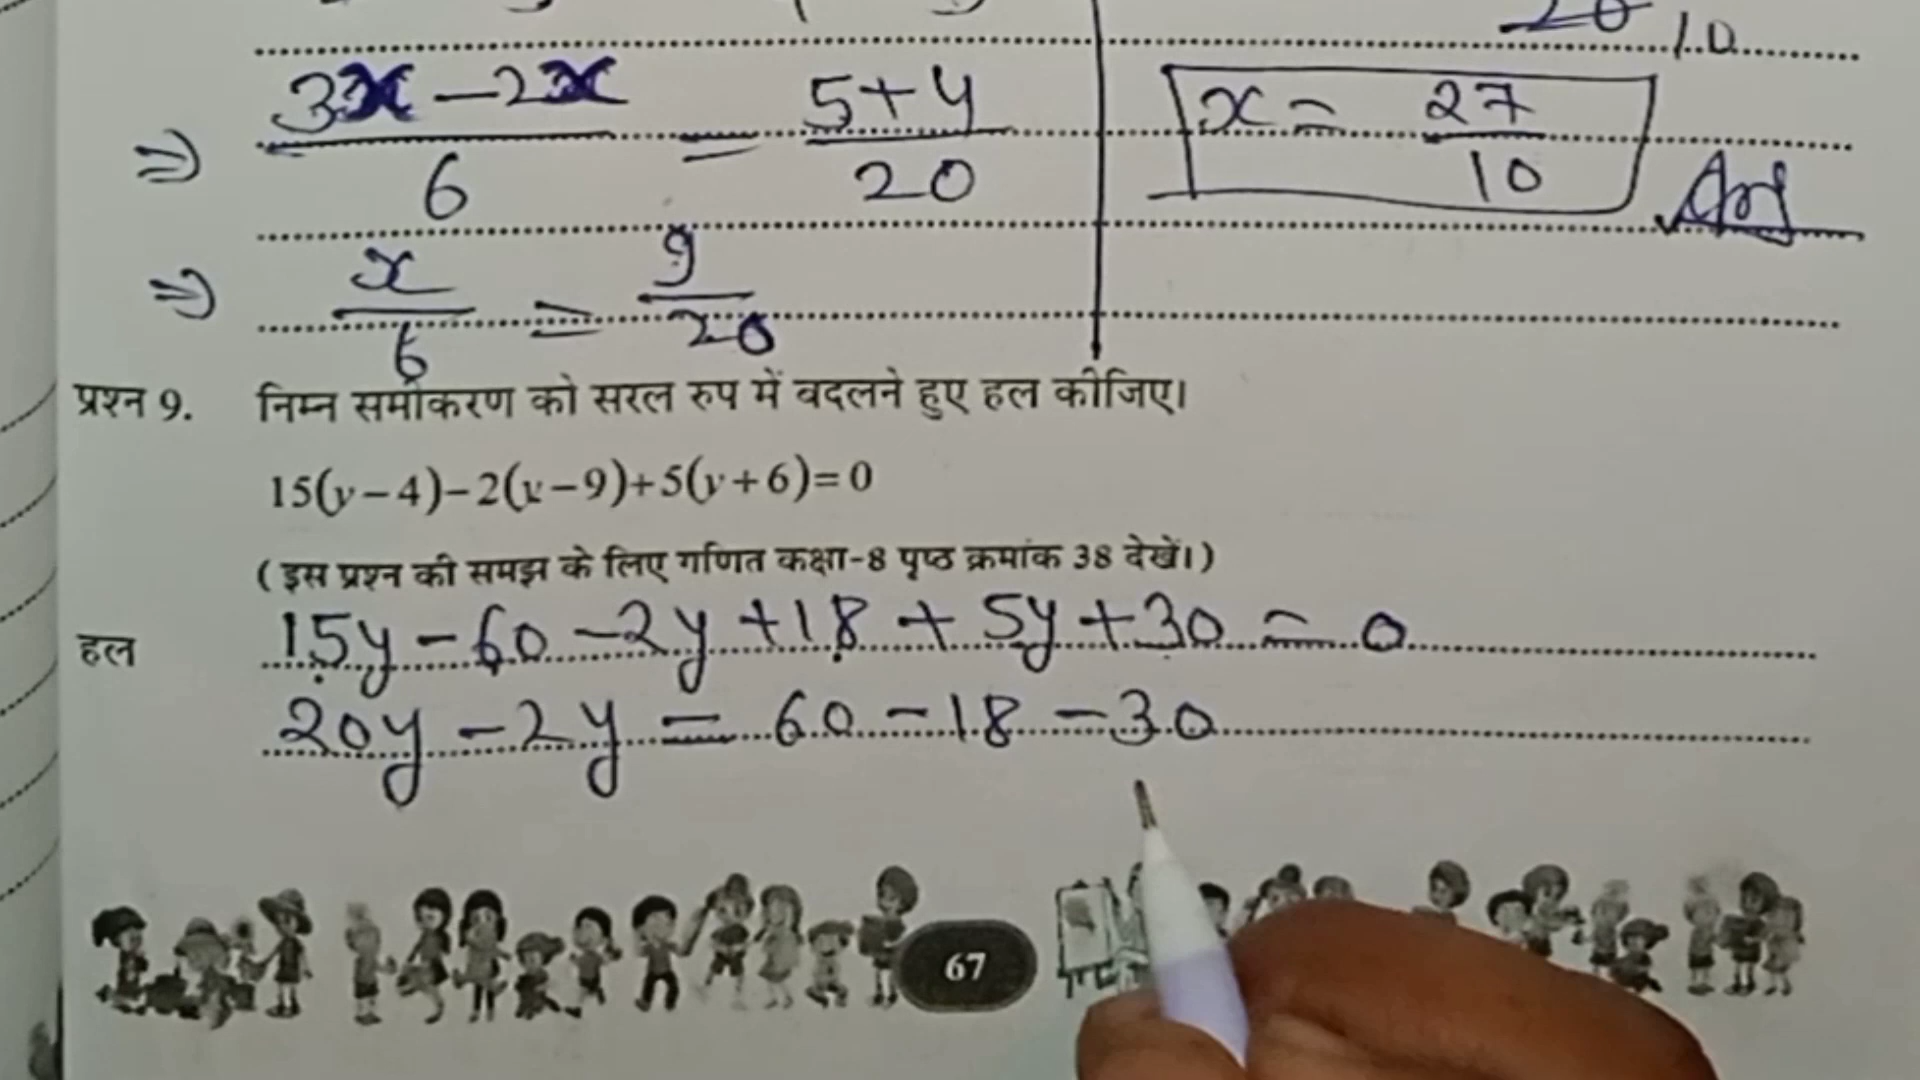 20 10
3x - 2x / 6 = 5+4 / 20
⇒
x = 27/10 Ans
⇒ x/6 = 9/20
प्रश्न 9. निम्न समीकरण को सरल रुप में बदलने हुए हल कीजिए।
15(y-4)-2(y-9)+5(y+6)=0
(इस प्रश्न की समझ के लिए गणित कक्षा-8 पृष्ठ क्रमांक 38 देखें।)
हल 15y - 60 - 2y + 18 + 5y + 30 = 0
20y - 2y = 60 - 18 - 30
67